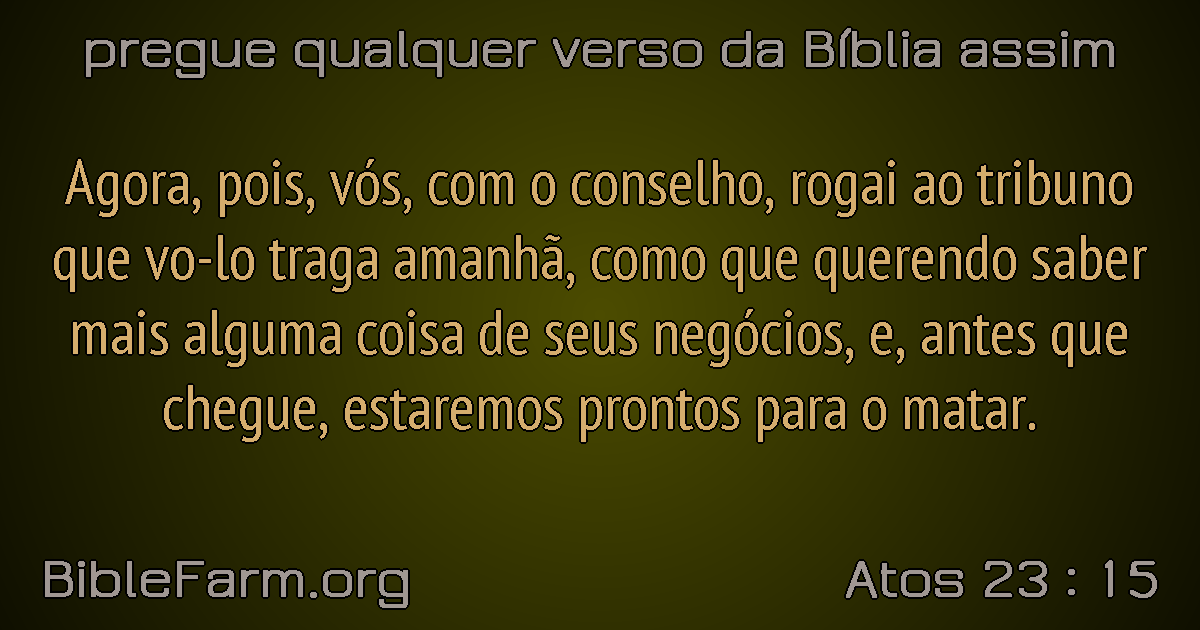 pregue qualquer verso da Bíblia assim
Agora, pois, vós, com o conselho, rogai ao tribuno
que vo-lo traga amanhã, como que querendo saber
mais alguma coisa de seus negócios, e, antes que
chegue, estaremos prontos para o matar.
BibleFarm.org
Atos 23 : 15